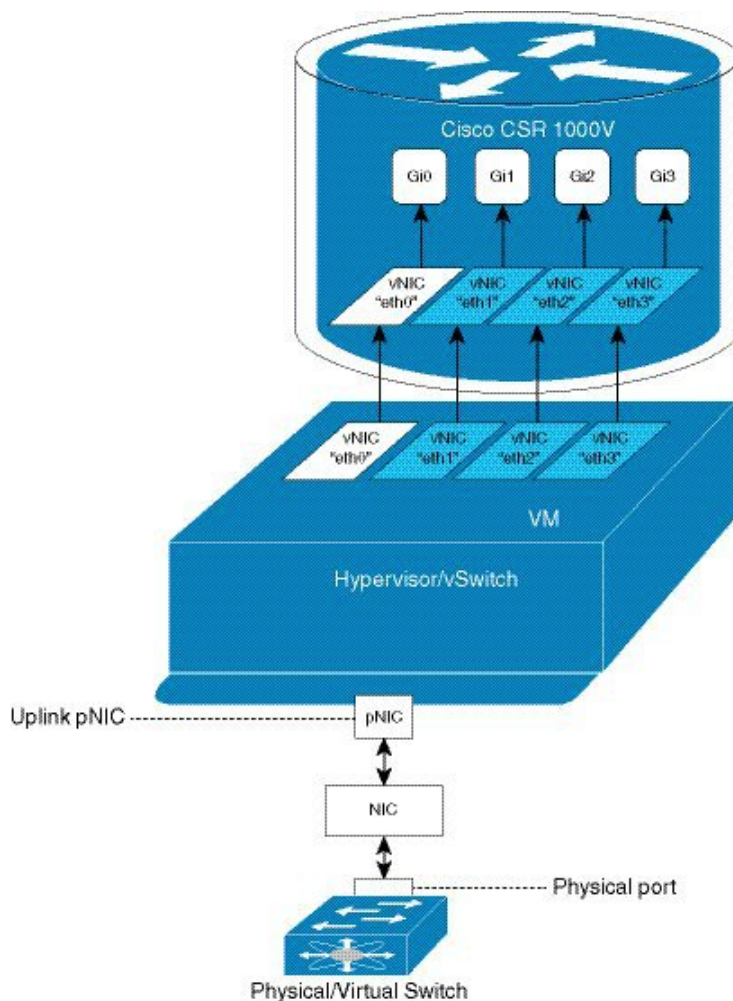 Cisco CSR 1000V
Gi0
Gi1
Gi2
Gi3
vNIC
"eth0"
vNIC
"eth1"
vNIC
"eth2"
vNIC
"eth3"
vNIC
"eth0"
vNIC
"eth1"
vNIC
"eth2"
vNIC
"eth3"
VM
Hypervisor/vSwitch
Uplink pNIC
pNIC
NIC
Physical port
Physical/Virtual Switch